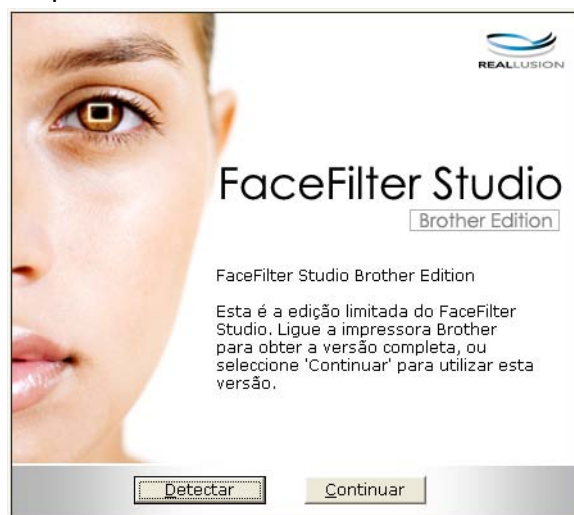 REALLUSION
FaceFilter Studio
Brother Edition
FaceFilter Studio Brother Edition
Esta é a edição limitada do FaceFilter
Studio. Ligue a impressora Brother
para obter a versão completa, ou
seleccione 'Continuar' para utilizar esta
versão.
Detectar
Continuar